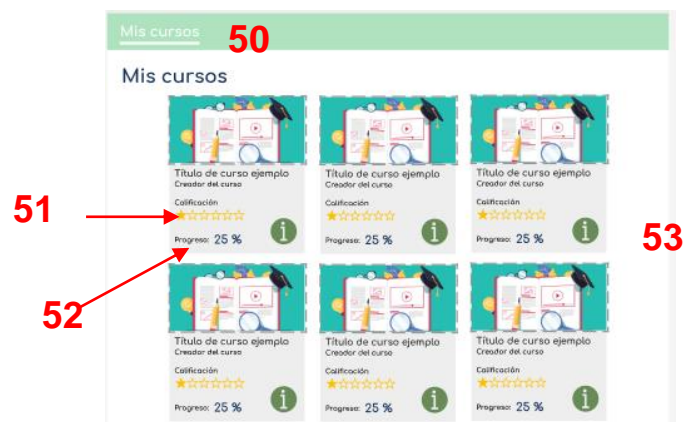 Mis cursos 50
Mis cursos
Título de curso ejemplo Título de curso ejemplo Título de curso ejemplo
Creador del curso Creador del curso Creador del curso
Calificación Calificación Calificación
51
Progreso: 25 % i Progreso: 25 % i Progreso: 25 % i
53
52
Título de curso ejemplo Título de curso ejemplo Título de curso ejemplo
Creador del curso Creador del curso Creador del curso
Calificación Calificación Calificación
Progreso: 25 % i Progreso: 25 % i Progreso: 25 % i